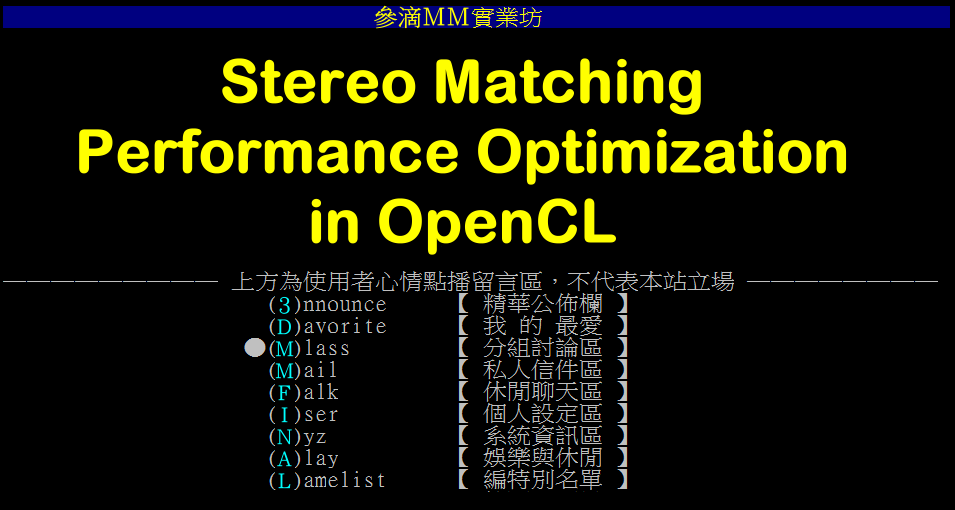 參滴MM實業坊
Stereo Matching
Performance Optimization
in OpenCL
上方為使用者心情點播留言區，不代表本站立場
(3)nnounce 【 精華公佈欄 】
(D)avorite 【 我 的 最愛 】
●(M)lass 【 分組討論區 】
(M)ail 【 私人信件區 】
(F)alk 【 休閒聊天區 】
(I)ser 【 個人設定區 】
(N)yz 【 系統資訊區 】
(A)lay 【 娛樂與休閒 】
(L)amelist 【 編特別名單 】